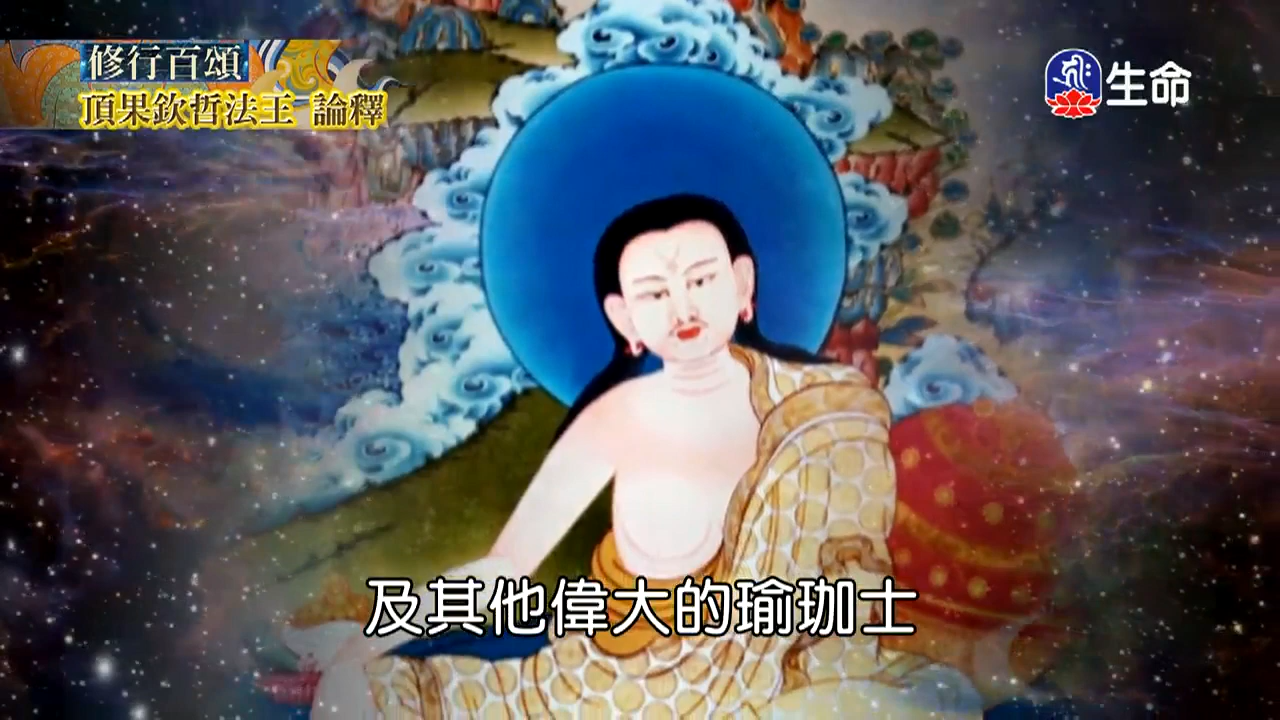 修行百頌
頂果欽哲法王 論釋
生命
及其他偉大的瑜珈士